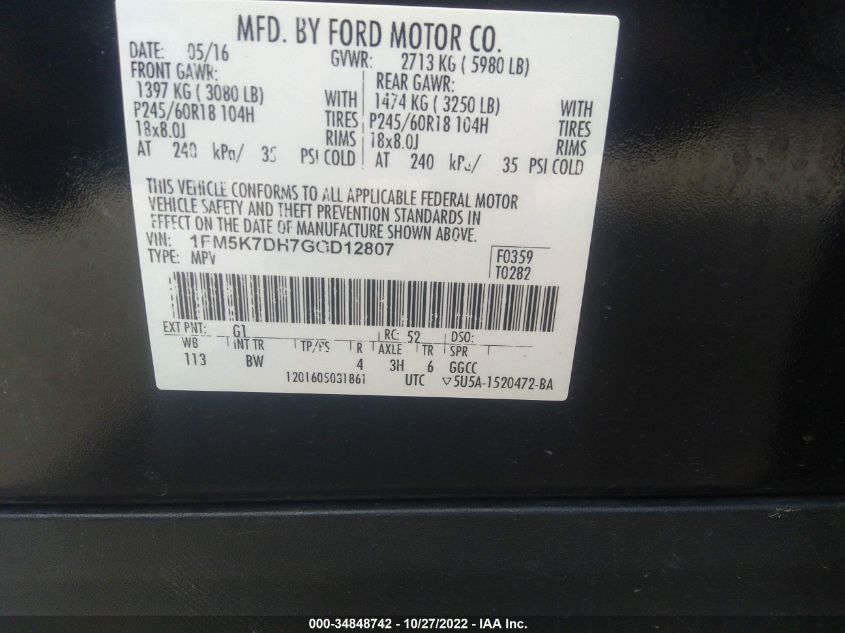 MFD. BY FORD MOTOR CO.
DATE: 05/16 GVWR: 2713 KG ( 5980 LB)
FRONT GAWR: REAR GAWR:
1397 KG ( 3080 LB) WITH 1474 KG ( 3250 LB) WITH
P245/60R18 104H TIRES P245/60R18 104H TIRES
18x8.0J RIMS 18x8.0J RIMS
AT 240 kPa/ 35 PSI COLD AT 240 kPa/ 35 PSI COLD
THIS VEHICLE CONFORMS TO ALL APPLICABLE FEDERAL MOTOR
VEHICLE SAFETY AND THEFT PREVENTION STANDARDS IN
EFFECT ON THE DATE OF MANUFACTURE SHOWN ABOVE.
VIN: 1FM5K7DH7GGD12807 F0359
TYPE: MPV T0282
EXT PNT: G1 RC: 52 DSO:
WB INT TR TP/PS R AXLE TR SPR
113 BW 4 3H 6 GGCC
1201605031861 UTC ▽5U5A-1520472-BA
000-34848742 - 10/27/2022 - IAA Inc.